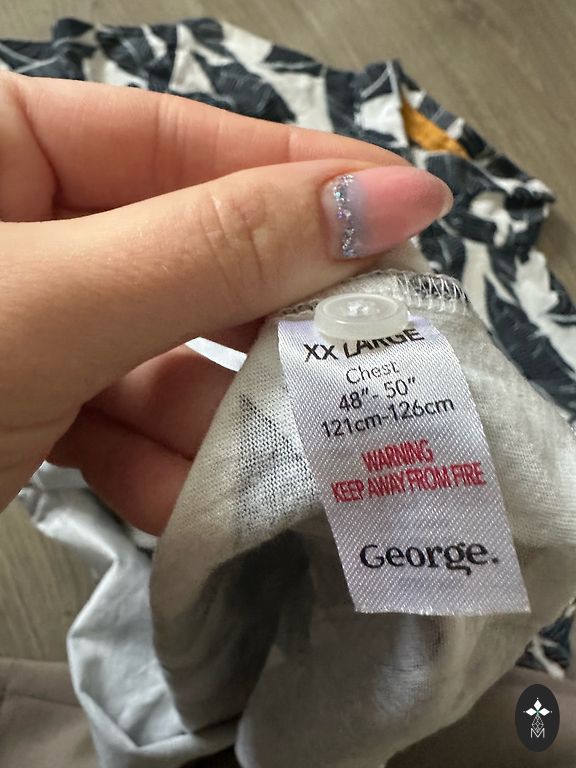 XX LARGE
Chest
48"- 50"
121cm-126cm
WARNING
KEEP AWAY FROM FIRE
George.
M